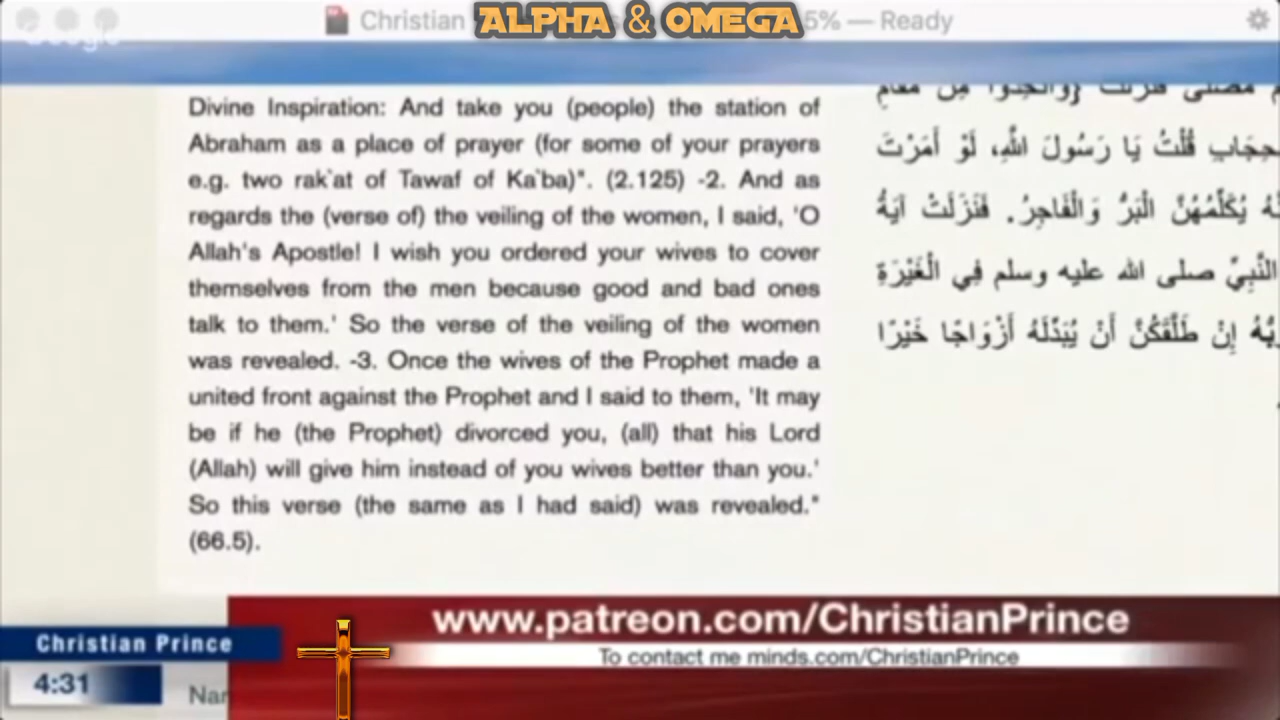 ALPHA & OMEGA
Christian
5% — Ready
Google
Divine Inspiration: And take you (people) the station of
Abraham as a place of prayer (for some of your prayers
e.g. two rak'at of Tawaf of Ka'ba)". (2.125) -2. And as
regards the (verse of) the veiling of the women, I said, 'O
Allah's Apostle! I wish you ordered your wives to cover
themselves from the men because good and bad ones
talk to them.' So the verse of the veiling of the women
was revealed. -3. Once the wives of the Prophet made a
united front against the Prophet and I said to them, 'It may
be if he (the Prophet) divorced you, (all) that his Lord
(Allah) will give him instead of you wives better than you.'
So this verse (the same as I had said) was revealed."
(66.5).
مُصَلًّى فَنَزَلَتْ {وَاتَّخِذُوا مِنْ مَقَامِ
قُلْتُ يَا رَسُولَ اللَّهِ، لَوْ أَمَرْتَ
يُكَلِّمُهُنَّ الْبَرُّ وَالْفَاجِرُ. فَنَزَلَتْ آيَةُ
النَّبِيِّ صلى الله عليه وسلم فِي الْغَيْرَةِ
إِنْ طَلَّقَكُنَّ أَنْ يُبَدِّلَهُ أَزْوَاجًا خَيْرًا
www.patreon.com/ChristianPrince
To contact me minds.com/ChristianPrince
Christian Prince
4:31
Nar